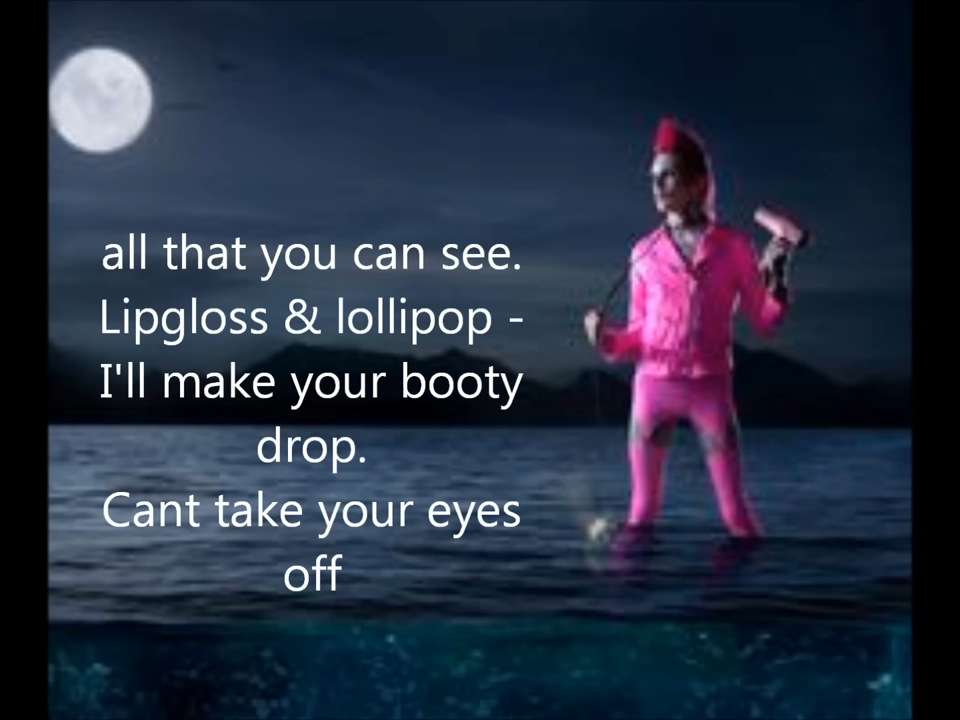 all that you can see.
Lipgloss & lollipop -
I'll make your booty
drop.
Cant take your eyes
off